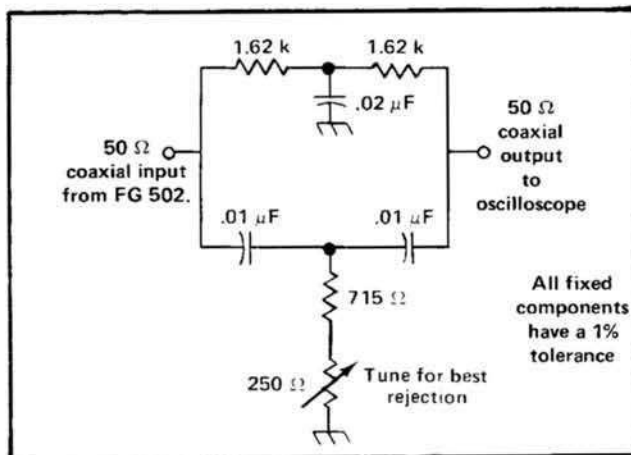 1.62 k
1.62 k
.02 µF
50 Ω
coaxial input
from FG 502.
50 Ω
coaxial
output
to
oscilloscope
.01 µF
.01 µF
715 Ω
All fixed
components
have a 1%
tolerance
250 Ω
Tune for best
rejection